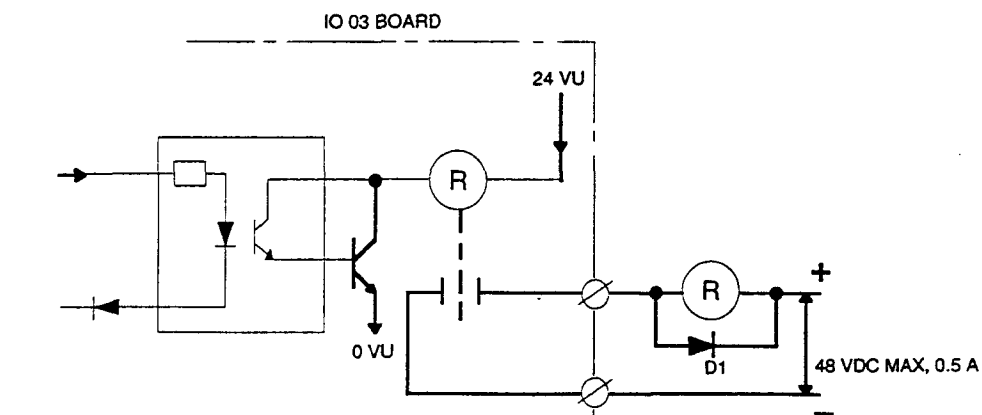 IO 03 BOARD
24 VU
R
R
+
0 VU
D1
48 VDC MAX, 0.5 A
–